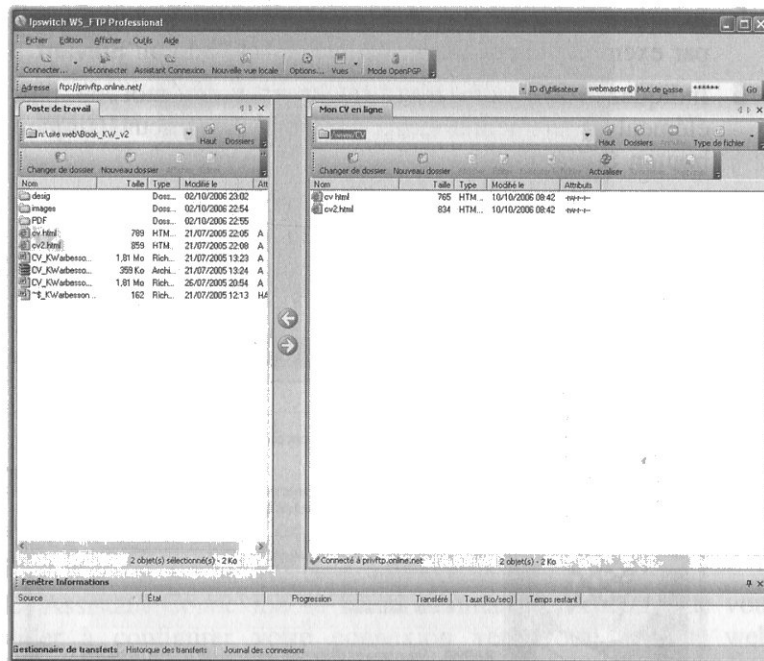 Ipswitch WS_FTP Professional
Fichier Edition Afficher Outils Aide
Connecter... Déconnecter Assistant Connexion Nouvelle vue locale Options... Vues Mode OpenPGP
Adresse ftp://privftp.online.net/ ID d'utilisateur webmaster@ Mot de passe ****** Go
Poste de travail
n:\site web\Book_KW_v2 Haut Dossiers
Changer de dossier Nouveau dossier
Nom Taille Type Modifié le Att
desig Doss... 02/10/2006 23:02
images Doss... 02/10/2006 22:54
PDF Doss... 02/10/2006 22:55
cv.html 789 HTM... 21/07/2005 22:05 A
cv2.html 859 HTM... 21/07/2005 22:08 A
CV_KWarbesso... 1,81 Mo Rich... 21/07/2005 13:23 A
CV_KWarbesso... 359 Ko Archi... 21/07/2005 13:24 A
CV_KWarbesso... 1,81 Mo Rich... 26/07/2005 20:54 A
~$_KWarbesson... 162 Rich... 21/07/2005 12:13 HA
2 objet(s) sélectionné(s) - 2 Ko
Mon CV en ligne
/www/CV Haut Dossiers Type de fichier
Changer de dossier Nouveau dossier Actualiser
Nom Taille Type Modifié le Attributs
cv.html 765 HTM... 10/10/2006 08:42 -rw-r--r--
cv2.html 834 HTM... 10/10/2006 08:42 -rw-r--r--
Connecté à privftp.online.net 2 objet(s) - 2 Ko
Fenêtre Informations
Source État Progression Transféré Taux (ko/sec) Temps restant
Gestionnaire de transferts Historique des transferts Journal des connexions